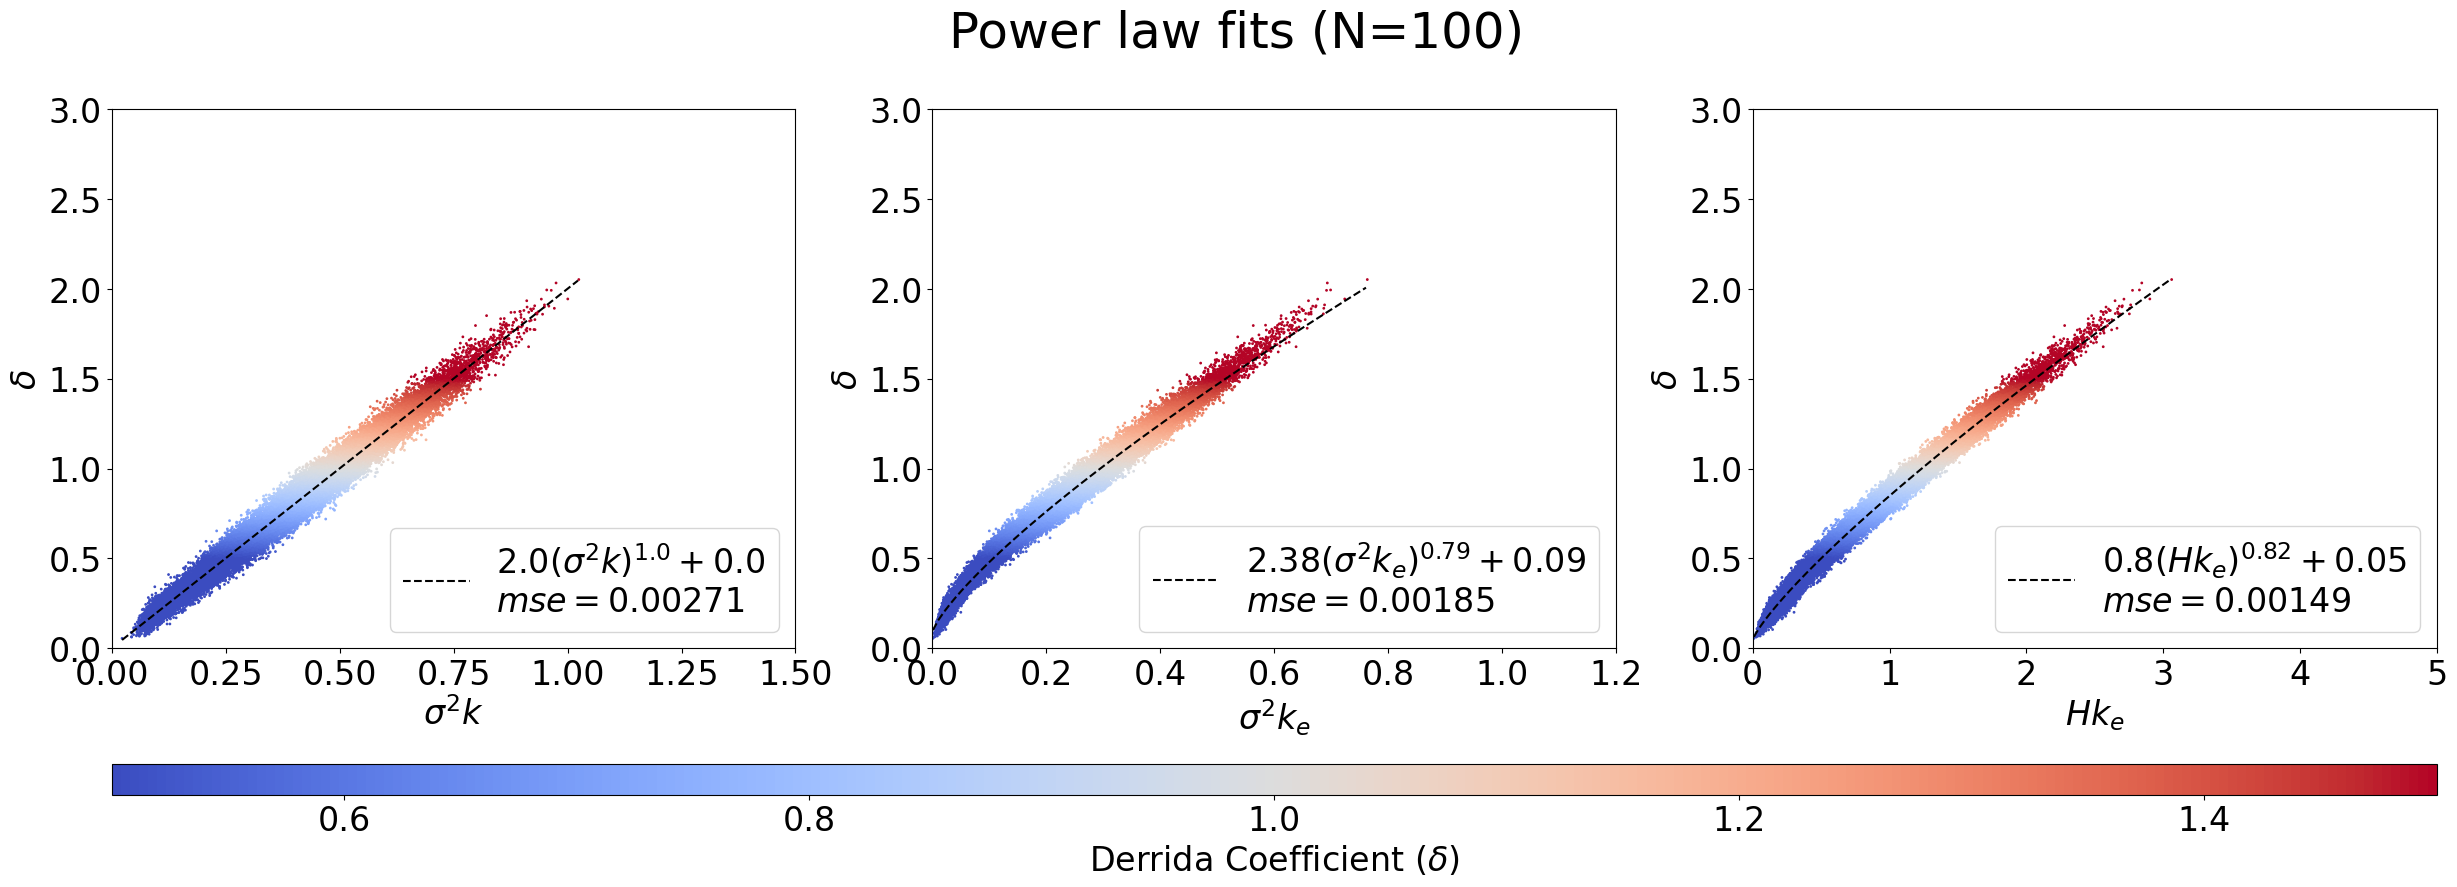 Power law fits (N=100)
3.0
2.5
2.0
1.5
1.0
0.5
0.0
δ
0.00 0.25 0.50 0.75 1.00 1.25 1.50
σ²k
2.0(σ²k)^1.0 + 0.0
mse = 0.00271
3.0
2.5
2.0
1.5
1.0
0.5
0.0
δ
0.0 0.2 0.4 0.6 0.8 1.0 1.2
σ²kₑ
2.38(σ²kₑ)^0.79 + 0.09
mse = 0.00185
3.0
2.5
2.0
1.5
1.0
0.5
0.0
δ
0 1 2 3 4 5
Hkₑ
0.8(Hkₑ)^0.82 + 0.05
mse = 0.00149
0.6 0.8 1.0 1.2 1.4
Derrida Coefficient (δ)